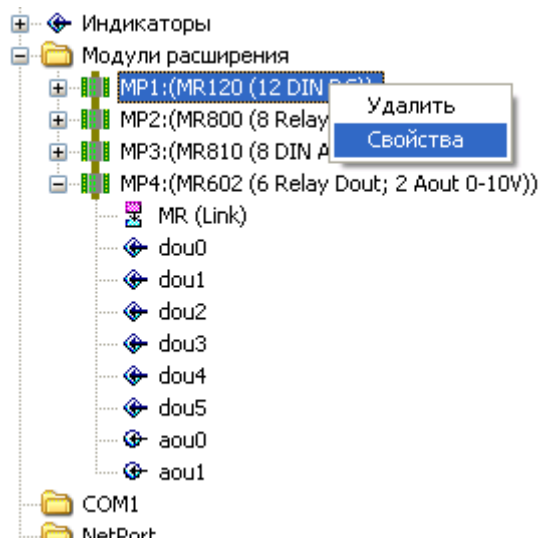 Индикаторы
Модули расширения
MP1:(MR120 (12 DIN DC))
Удалить
MP2:(MR800 (8 Relay
Свойства
MP3:(MR810 (8 DIN A
MP4:(MR602 (6 Relay Dout; 2 Aout 0-10V))
MR (Link)
dou0
dou1
dou2
dou3
dou4
dou5
aou0
aou1
COM1
NetPort